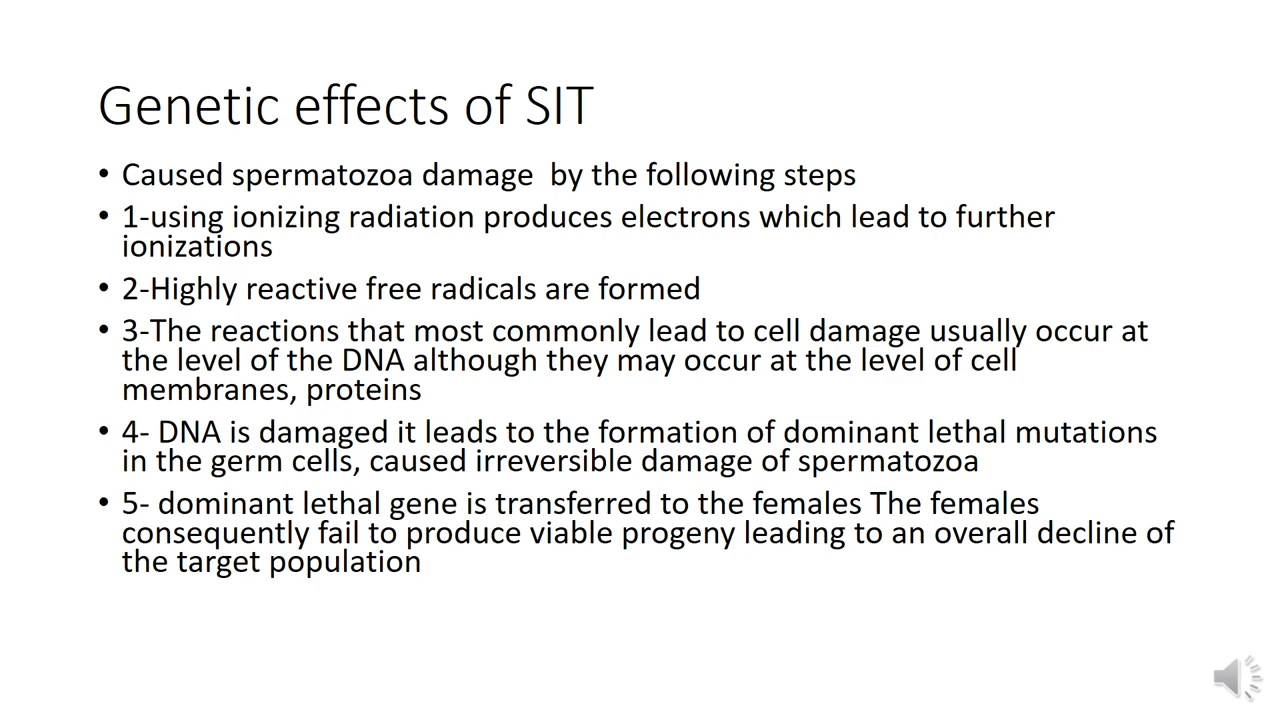 Genetic effects of SIT
• Caused spermatozoa damage  by the following steps
• 1-using ionizing radiation produces electrons which lead to further
ionizations
• 2-Highly reactive free radicals are formed
• 3-The reactions that most commonly lead to cell damage usually occur at
the level of the DNA although they may occur at the level of cell
membranes, proteins
• 4- DNA is damaged it leads to the formation of dominant lethal mutations
in the germ cells, caused irreversible damage of spermatozoa
• 5- dominant lethal gene is transferred to the females The females
consequently fail to produce viable progeny leading to an overall decline of
the target population